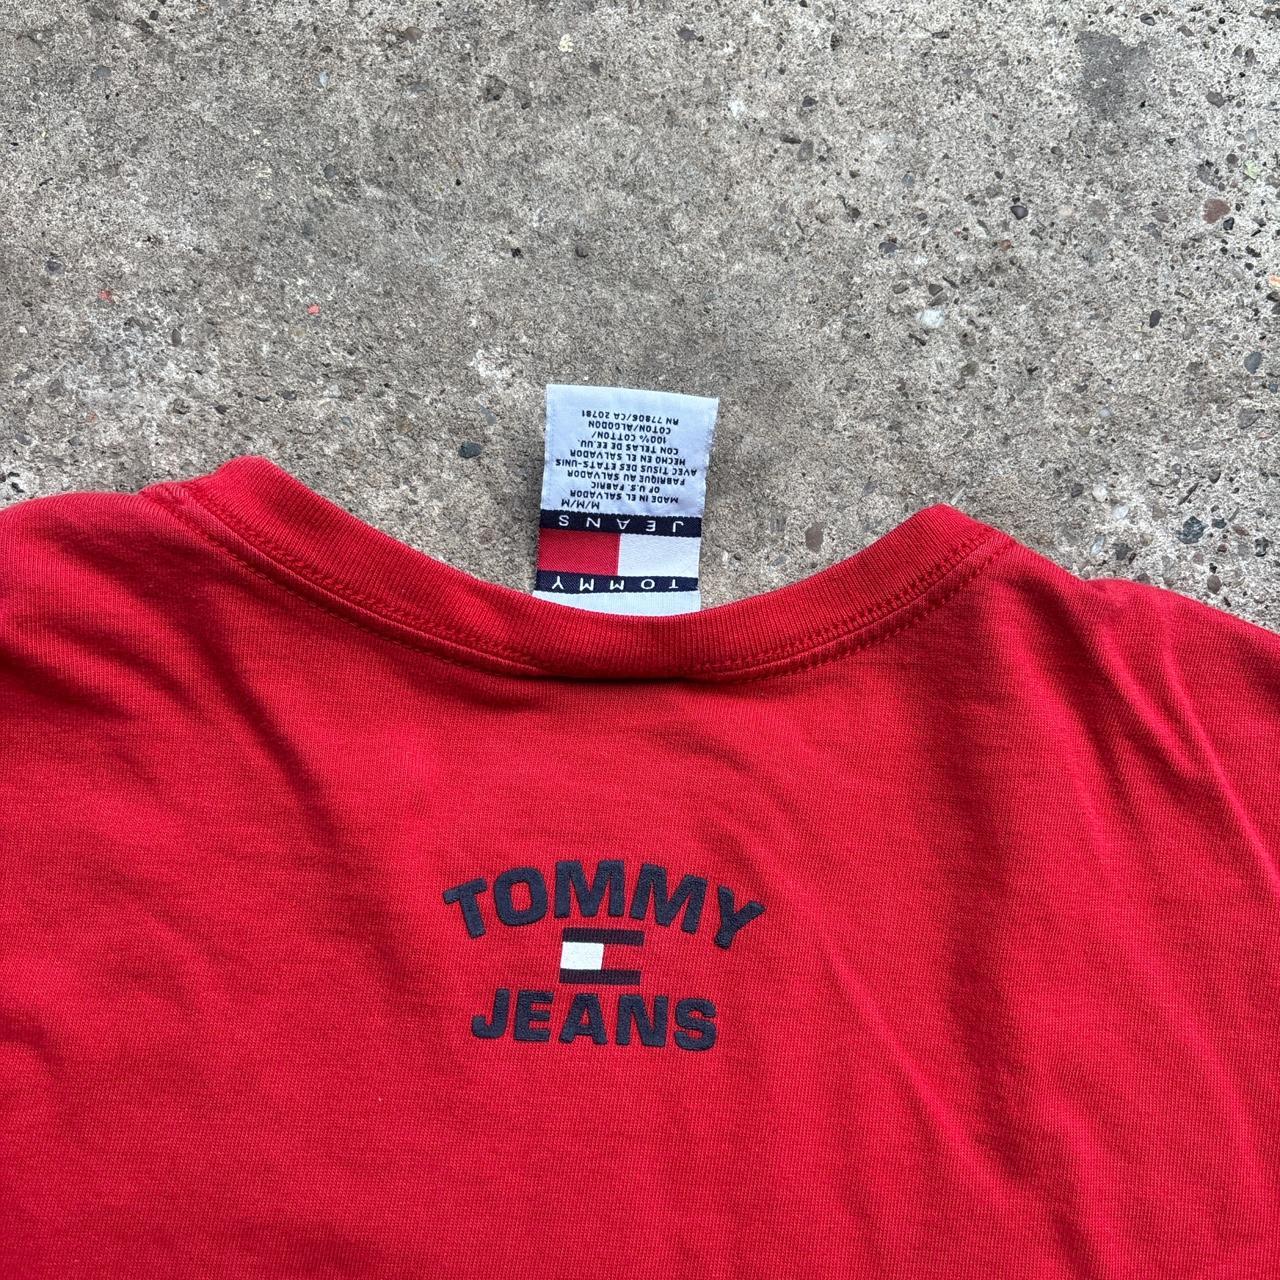 TOMMY
JEANS
M/M/M
MADE IN EL SALVADOR
OF U.S. FABRIC
FABRIQUE AU SALVADOR
AVEC TISUS DES ETATS-UNIS
HECHO EN EL SALVADOR
CON TELAS DE EE.UU.
100% COTTON/
COTON/ALGODON
RN 77806/CA 20781
TOMMY
JEANS